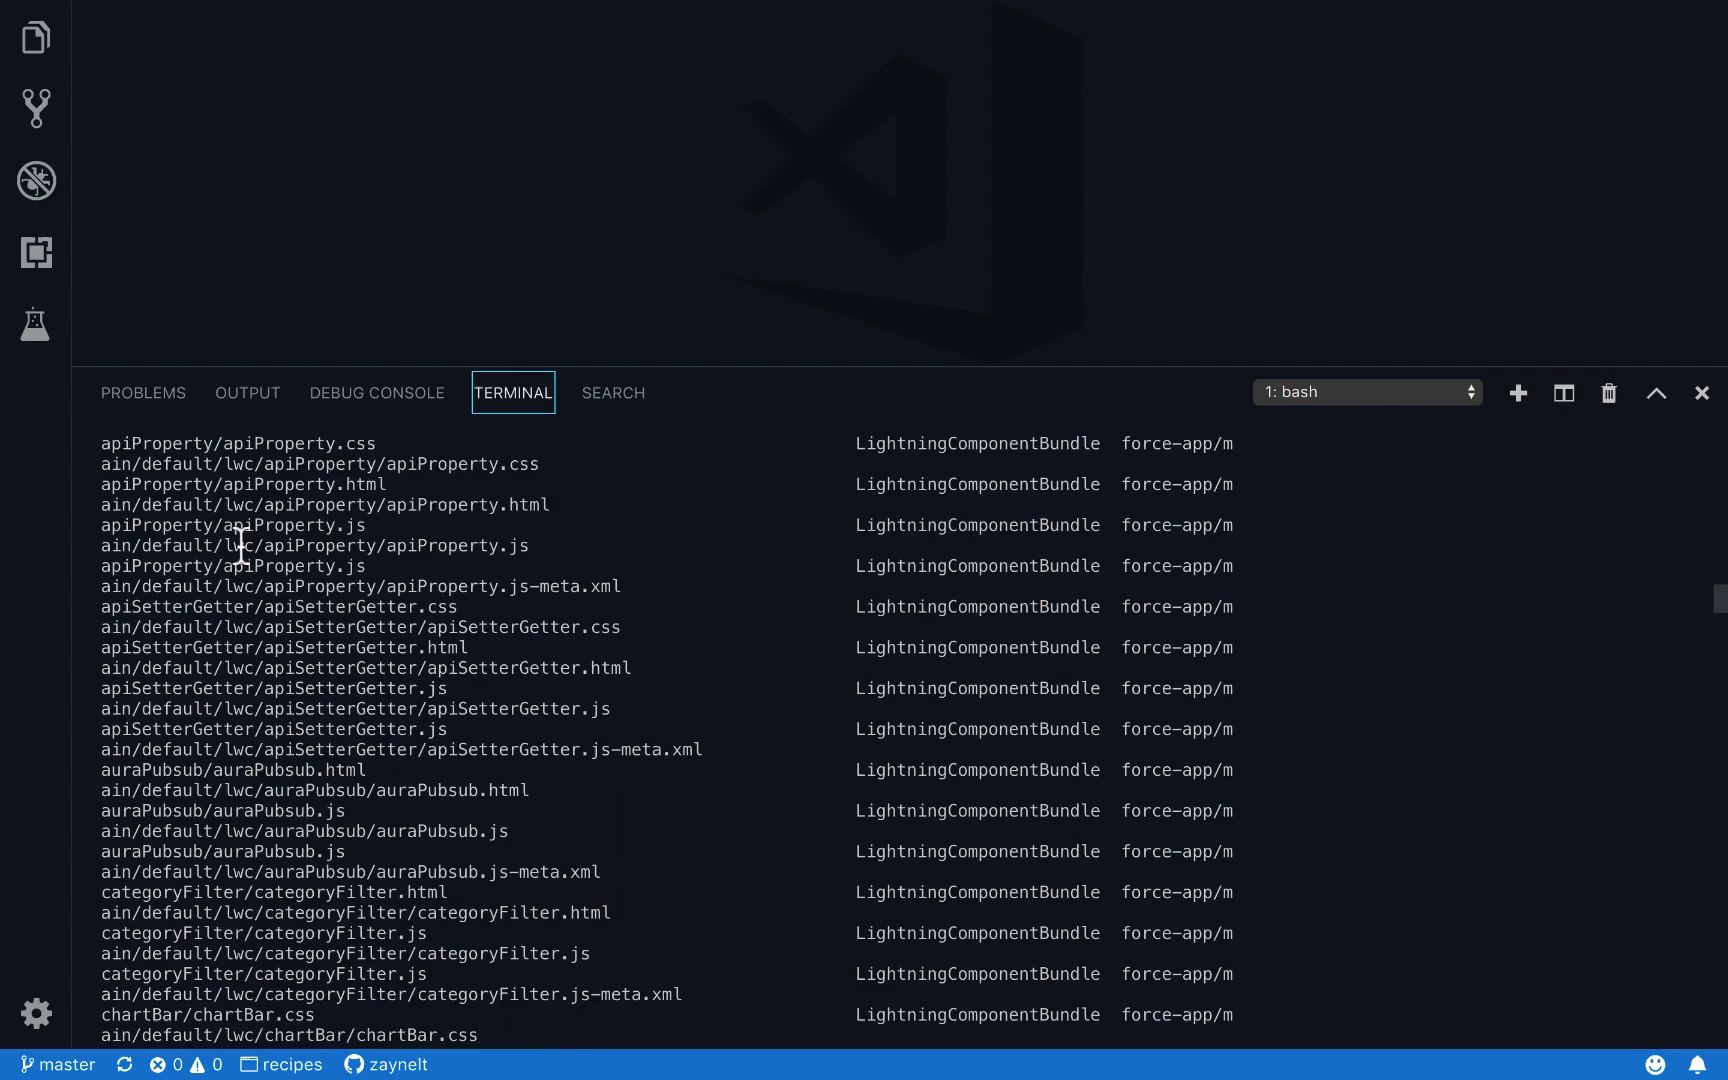 PROBLEMS OUTPUT DEBUG CONSOLE TERMINAL SEARCH 1: bash
apiProperty/apiProperty.css LightningComponentBundle force-app/m
ain/default/lwc/apiProperty/apiProperty.css
apiProperty/apiProperty.html LightningComponentBundle force-app/m
ain/default/lwc/apiProperty/apiProperty.html
apiProperty/apiProperty.js LightningComponentBundle force-app/m
ain/default/lwc/apiProperty/apiProperty.js
apiProperty/apiProperty.js LightningComponentBundle force-app/m
ain/default/lwc/apiProperty/apiProperty.js-meta.xml
apiSetterGetter/apiSetterGetter.css LightningComponentBundle force-app/m
ain/default/lwc/apiSetterGetter/apiSetterGetter.css
apiSetterGetter/apiSetterGetter.html LightningComponentBundle force-app/m
ain/default/lwc/apiSetterGetter/apiSetterGetter.html
apiSetterGetter/apiSetterGetter.js LightningComponentBundle force-app/m
ain/default/lwc/apiSetterGetter/apiSetterGetter.js
apiSetterGetter/apiSetterGetter.js LightningComponentBundle force-app/m
ain/default/lwc/apiSetterGetter/apiSetterGetter.js-meta.xml
auraPubsub/auraPubsub.html LightningComponentBundle force-app/m
ain/default/lwc/auraPubsub/auraPubsub.html
auraPubsub/auraPubsub.js LightningComponentBundle force-app/m
ain/default/lwc/auraPubsub/auraPubsub.js
auraPubsub/auraPubsub.js LightningComponentBundle force-app/m
ain/default/lwc/auraPubsub/auraPubsub.js-meta.xml
categoryFilter/categoryFilter.html LightningComponentBundle force-app/m
ain/default/lwc/categoryFilter/categoryFilter.html
categoryFilter/categoryFilter.js LightningComponentBundle force-app/m
ain/default/lwc/categoryFilter/categoryFilter.js
categoryFilter/categoryFilter.js LightningComponentBundle force-app/m
ain/default/lwc/categoryFilter/categoryFilter.js-meta.xml
chartBar/chartBar.css LightningComponentBundle force-app/m
ain/default/lwc/chartBar/chartBar.css
master 0 0 recipes zaynelt